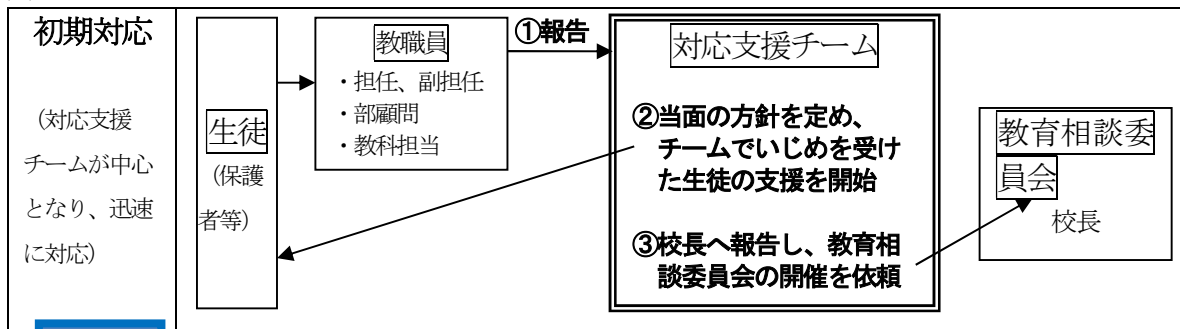 初期対応
(対応支援
チームが中心
となり、迅速
に対応)
生徒
(保護
者等)
教職員
・担任、副担任
・部顧問
・教科担当
①報告
対応支援チーム
②当面の方針を定め、
チームでいじめを受け
た生徒の支援を開始
③校長へ報告し、教育相
談委員会の開催を依頼
教育相談委
員会
校長